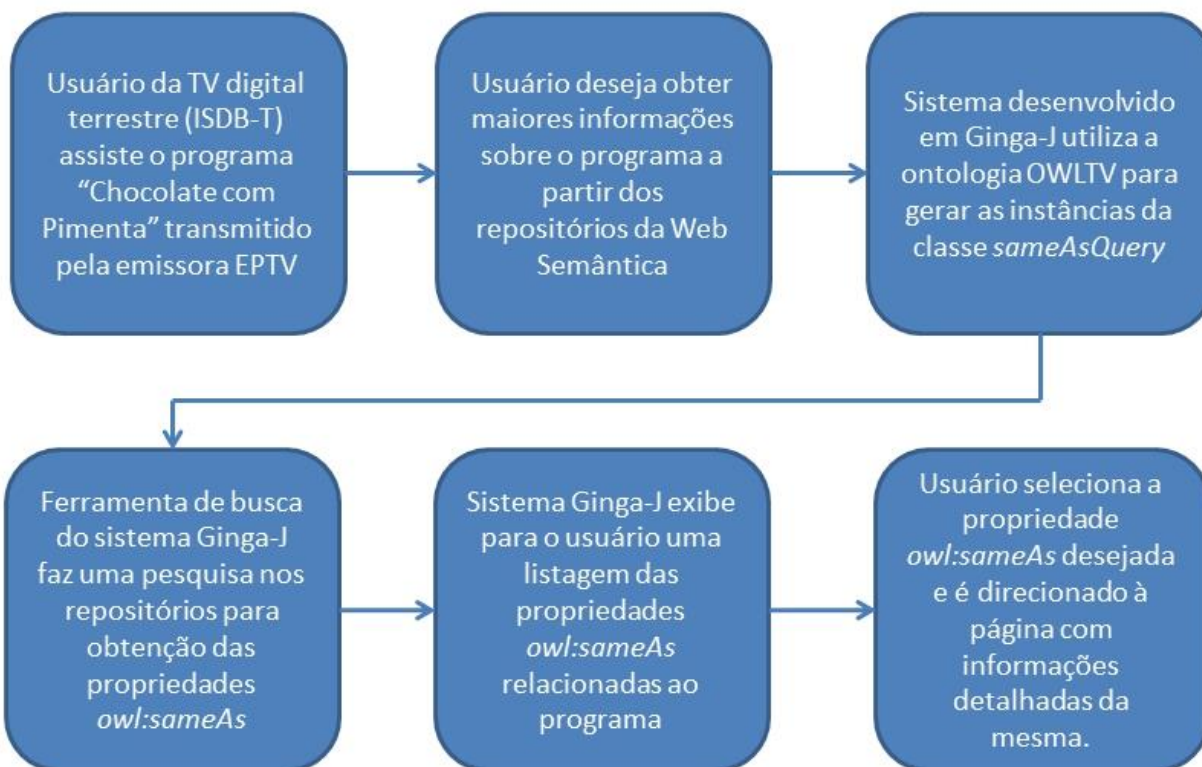 Usuário da TV digital
terrestre (ISDB-T)
assiste o programa
“Chocolate com
Pimenta” transmitido
pela emissora EPTV
Usuário deseja obter
maiores informações
sobre o programa a
partir dos
repositórios da Web
Semântica
Sistema desenvolvido
em Ginga-J utiliza a
ontologia OWLTV para
gerar as instâncias da
classe sameAsQuery
Ferramenta de busca
do sistema Ginga-J
faz uma pesquisa nos
repositórios para
obtenção das
propriedades
owl:sameAs
Sistema Ginga-J exibe
para o usuário uma
listagem das
propriedades
owl:sameAs
relacionadas ao
programa
Usuário seleciona a
propriedade
owl:sameAs desejada
e é direcionado à
página com
informações
detalhadas da
mesma.